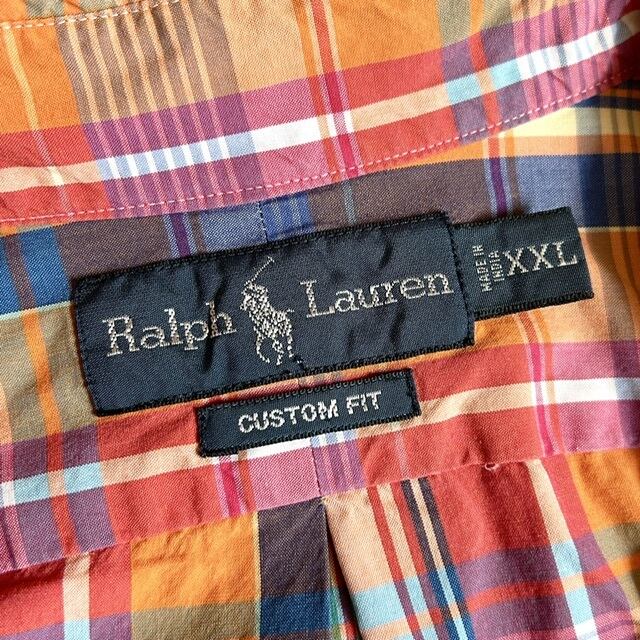 Ralph Lauren
MADE IN
INDIA
XXL
CUSTOM FIT